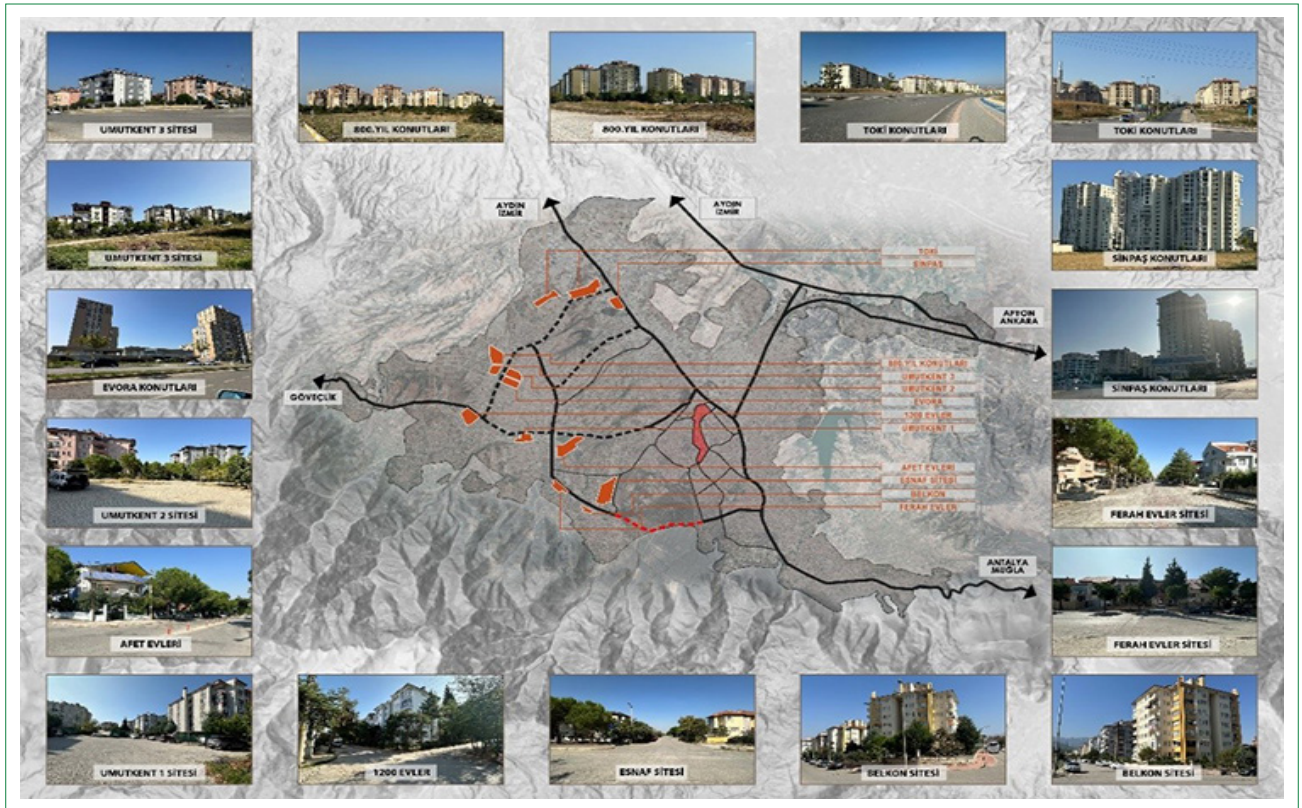 UMUTKENT 3 SİTESİ
800.YIL KONUTLARI
800.YIL KONUTLARI
TOKİ KONUTLARI
TOKİ KONUTLARI
UMUTKENT 3 SİTESİ
SİNPAŞ KONUTLARI
AYDIN
İZMİR
AYDIN
İZMİR
TOKİ
SİNPAŞ
EVORA KONUTLARI
SİNPAŞ KONUTLARI
AFYON
ANKARA
GÖVEÇLİK
800.YIL KONUTLARI
UMUTKENT 3
UMUTKENT 2
EVORA
1200 EVLER
UMUTKENT 1
UMUTKENT 2 SİTESİ
FERAH EVLER SİTESİ
AFET EVLERİ
ESNAF SİTESİ
BELKON
FERAH EVLER
ANTALYA
MUĞLA
AFET EVLERİ
FERAH EVLER SİTESİ
UMUTKENT 1 SİTESİ
1200 EVLER
ESNAF SİTESİ
BELKON SİTESİ
BELKON SİTESİ